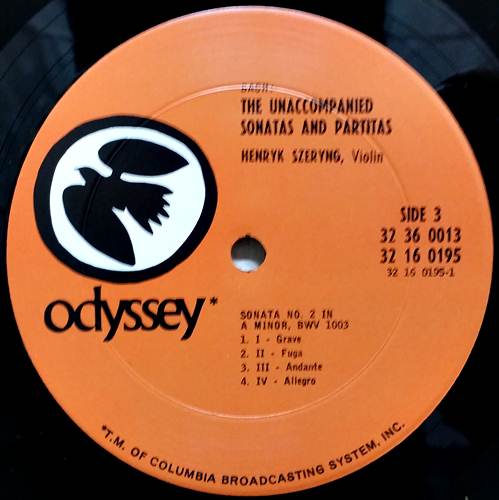 BACH:
THE UNACCOMPANIED
SONATAS AND PARTITAS
HENRYK SZERYNG, Violin
SIDE 3
32 36 0013
32 16 0195
32 16 0195-1
odyssey*
SONATA NO. 2 IN
A MINOR, BWV 1003
1. I - Grave
2. II - Fuga
3. III - Andante
4. IV - Allegro
*T.M. OF COLUMBIA BROADCASTING SYSTEM, INC.